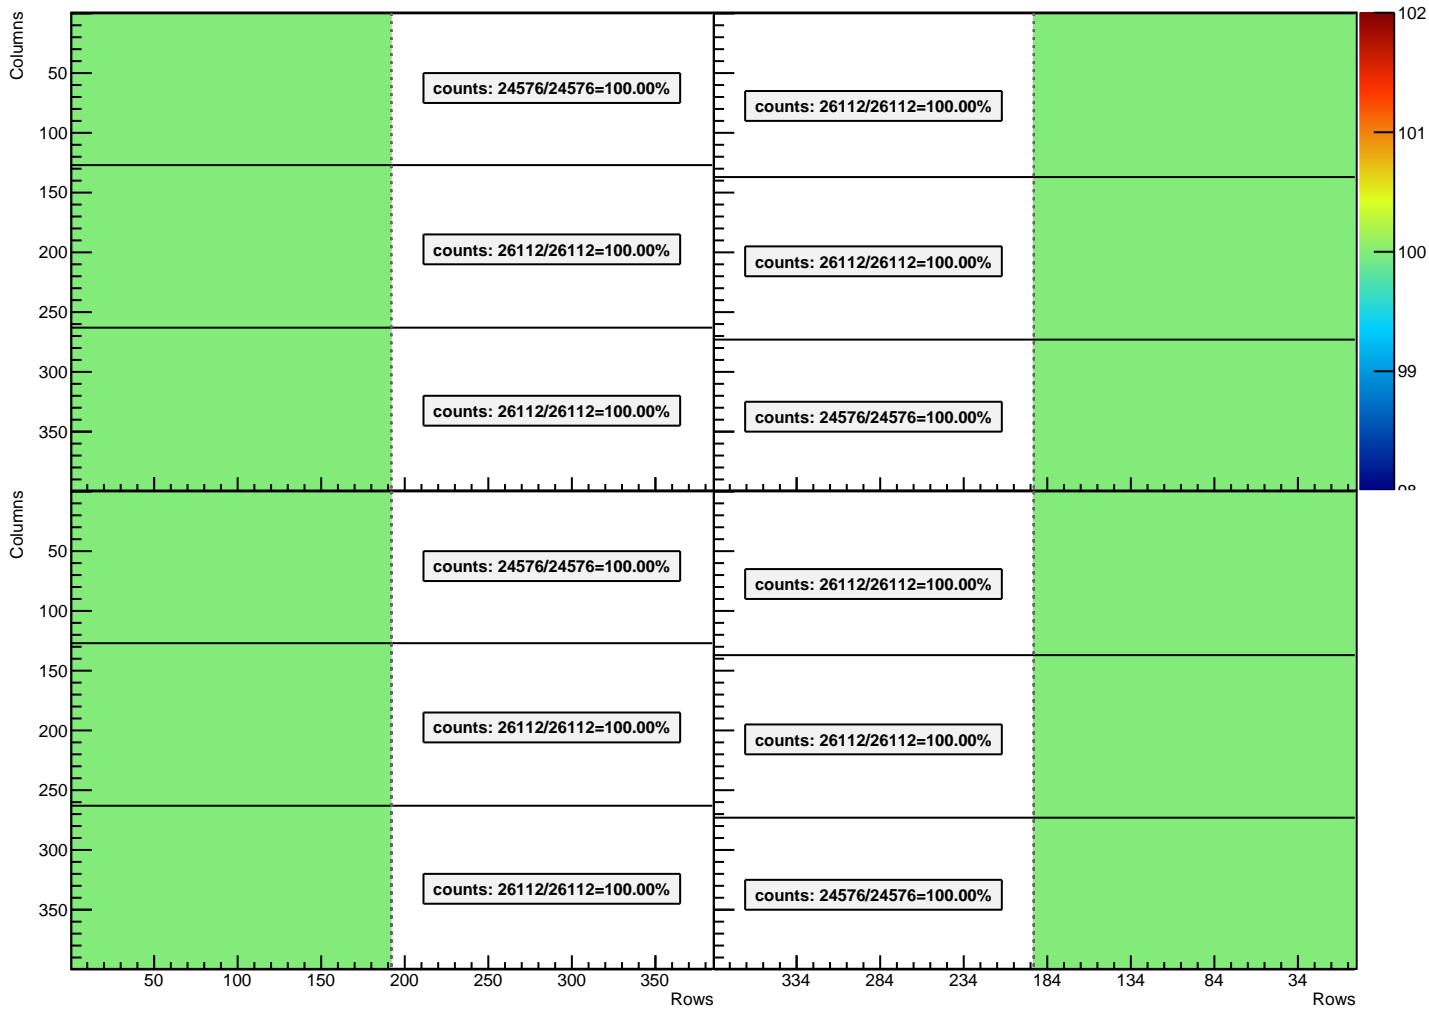 Columns
50
100
150
200
250
300
350
counts: 24576/24576=100.00%
counts: 26112/26112=100.00%
counts: 26112/26112=100.00%
counts: 26112/26112=100.00%
counts: 26112/26112=100.00%
counts: 24576/24576=100.00%
102
101
100
99
98
Columns
50
100
150
200
250
300
350
counts: 24576/24576=100.00%
counts: 26112/26112=100.00%
counts: 26112/26112=100.00%
counts: 26112/26112=100.00%
counts: 26112/26112=100.00%
counts: 24576/24576=100.00%
50 100 150 200 250 300 350
Rows
334 284 234 184 134 84 34
Rows